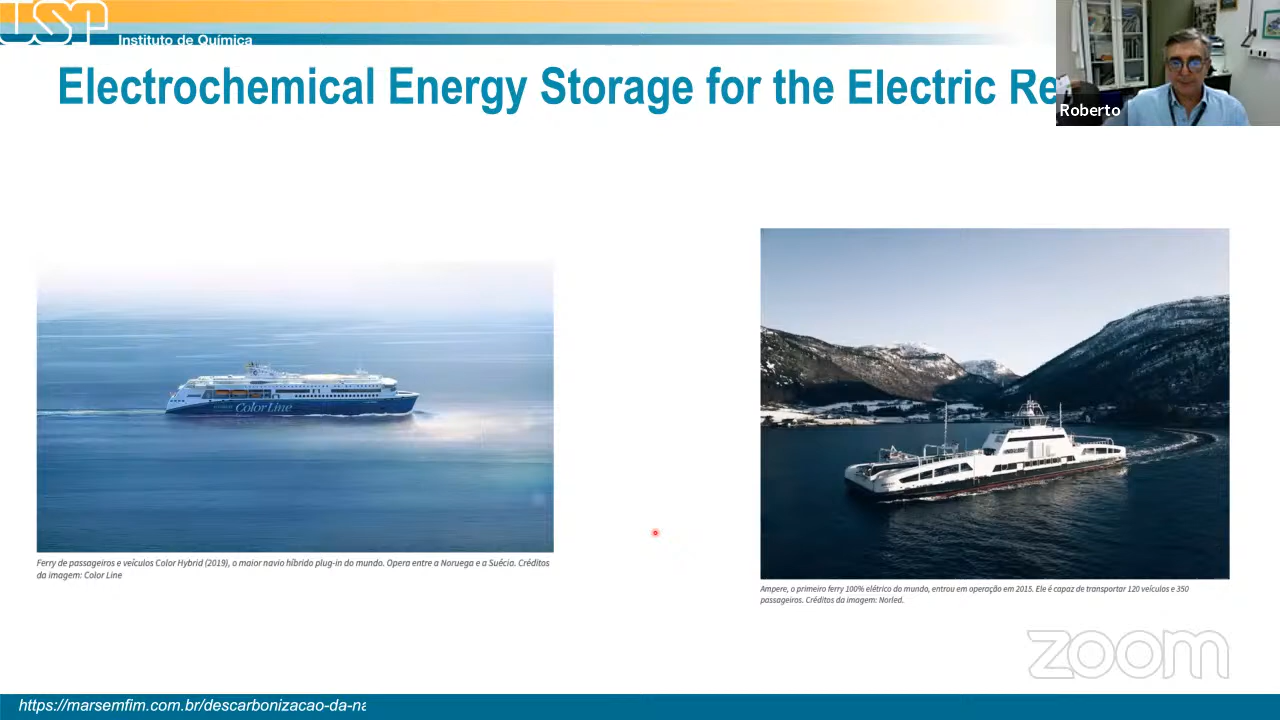 USP
Instituto de Química
Electrochemical Energy Storage for the Electric Re
Roberto
ColorLine
Ferry de passageiros e veículos Color Hybrid (2019), o maior navio híbrido plug-in do mundo. Opera entre a Noruega e a Suécia. Créditos
da imagem: Color Line
Ampere, o primeiro ferry 100% elétrico do mundo, entrou em operação em 2015. Ele é capaz de transportar 120 veículos e 350
passageiros. Créditos da imagem: Norled.
zoom
https://marsemfim.com.br/descarbonizacao-da-na